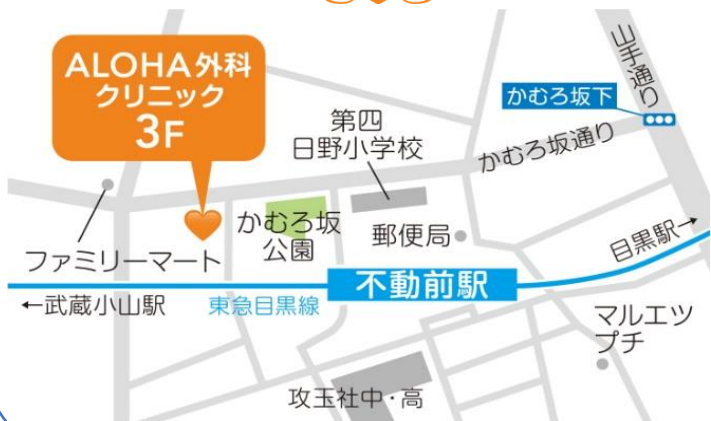 ALOHA外科
クリニック
3F
山手通り
かむろ坂下
第四
日野小学校
かむろ坂通り
かむろ坂
公園
郵便局
ファミリーマート
目黒駅→
不動前駅
←武蔵小山駅
東急目黒線
マルエツ
プチ
攻玉社中・高